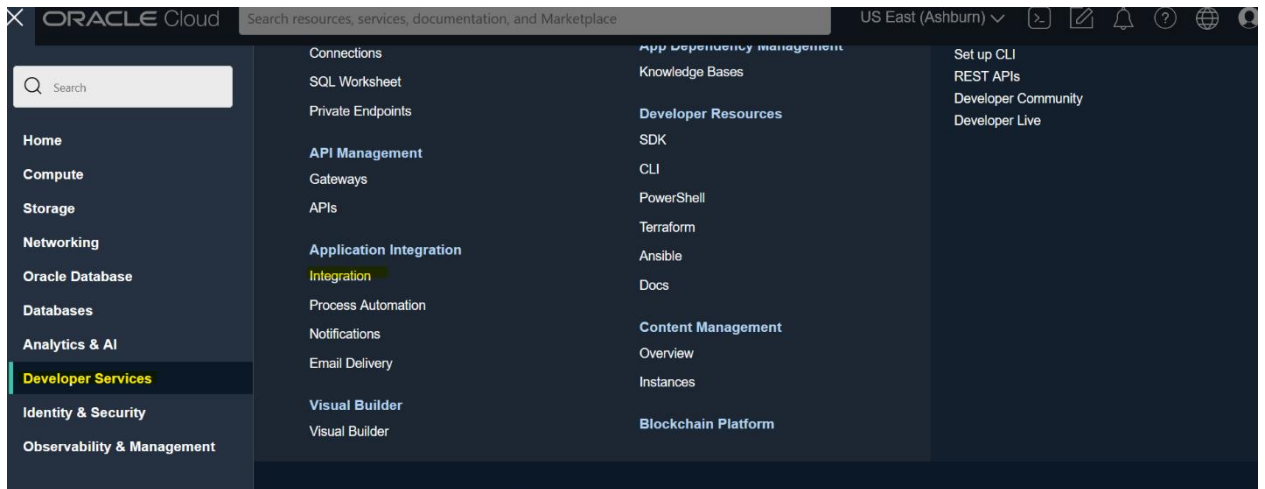 ORACLE Cloud
Search resources, services, documentation, and Marketplace
US East (Ashburn)
Search
Home
Compute
Storage
Networking
Oracle Database
Databases
Analytics & AI
Developer Services
Identity & Security
Observability & Management
Connections
SQL Worksheet
Private Endpoints
API Management
Gateways
APIs
Application Integration
Integration
Process Automation
Notifications
Email Delivery
Visual Builder
Visual Builder
App Dependency Management
Knowledge Bases
Developer Resources
SDK
CLI
PowerShell
Terraform
Ansible
Docs
Content Management
Overview
Instances
Blockchain Platform
Set up CLI
REST APIs
Developer Community
Developer Live